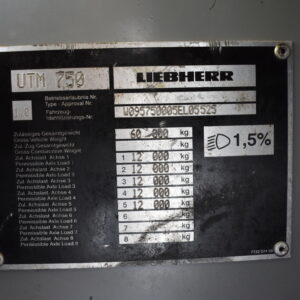 UTM 750 LIEBHERR
Betriebserlaubnis Nr.
Type - Approval Nr.
1.0 Fahrzeug-
Identifizierungs-Nr. W09575000SEL05525
Zulässiges Gesamtgewicht
Gross Vehicle Weight 60 000 kg
Zul. Zug Gesamtgewicht
Gross Combination Weight kg
Zul. Achslast Achse 1
Permissible Axle Load 1 1 12 000 kg
Zul. Achslast Achse 2
Permissible Axle Load 2 2 12 000 kg
Zul. Achslast Achse 3
Permissible Axle Load 3 3 12 000 kg
Zul. Achslast Achse 4
Permissible Axle Load 4 4 12 000 kg
Zul. Achslast Achse 5
Permissible Axle Load 5 5 12 000 kg
Zul. Achslast Achse 6
Permissible Axle Load 6 6 kg
Zul. Achslast Achse 7
Permissible Axle Load 7 7 kg
Zul. Achslast Achse 8
Permissible Axle Load 8 8 kg
1,5%